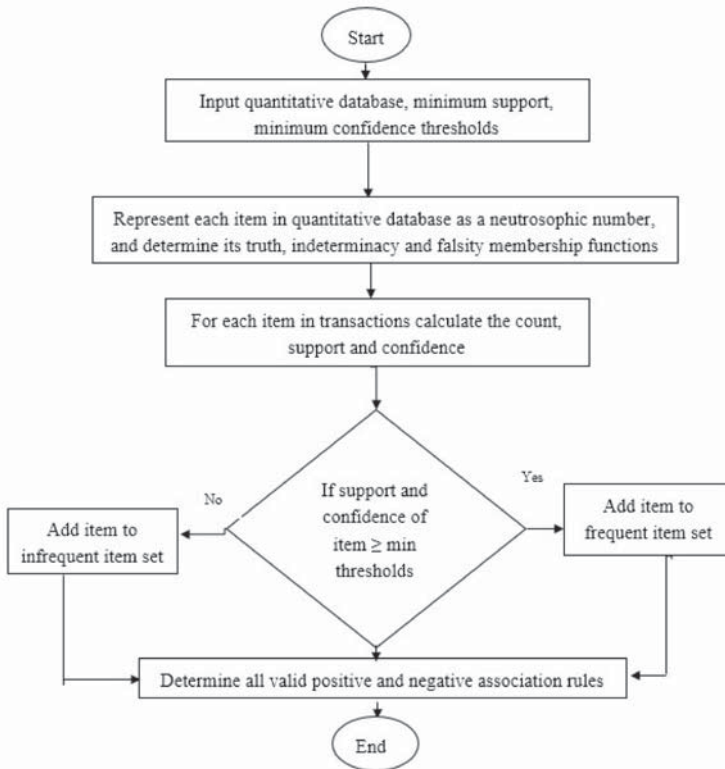 Start
Input quantitative database, minimum support,
minimum confidence thresholds
Represent each item in quantitative database as a neutrosophic number,
and determine its truth, indeterminacy and falsity membership functions
For each item in transactions calculate the count,
support and confidence
No
Yes
If support and
confidence of
item ≥ min
thresholds
Add item to
infrequent item set
Add item to
frequent item set
Determine all valid positive and negative association rules
End